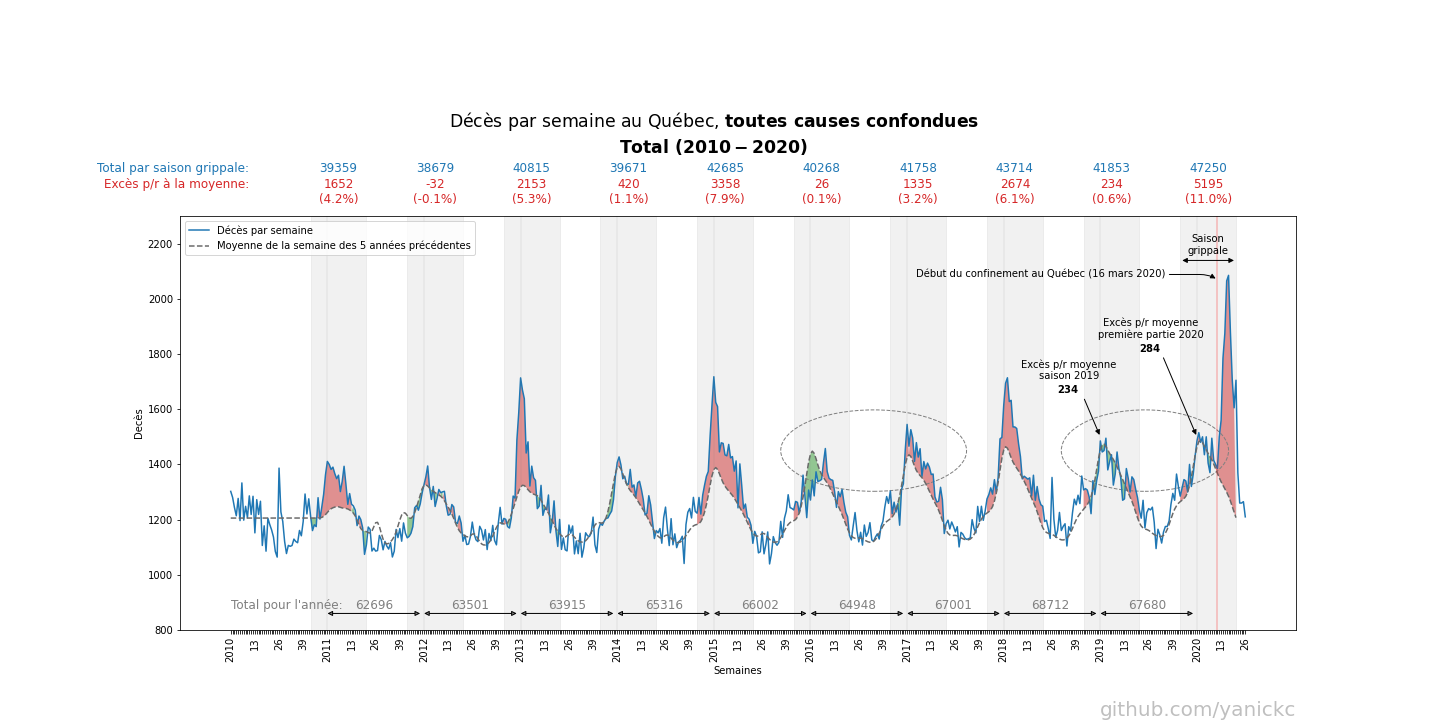 Décès par semaine au Québec, toutes causes confondues
Total (2010 – 2020)
Total par saison grippale: 39359 38679 40815 39671 42685 40268 41758 43714 41853 47250
Excès p/r à la moyenne: 1652 -32 2153 420 3358 26 1335 2674 234 5195
(4.2%) (-0.1%) (5.3%) (1.1%) (7.9%) (0.1%) (3.2%) (6.1%) (0.6%) (11.0%)
Décès par semaine
Moyenne de la semaine des 5 années précédentes
Saison
grippale
Début du confinement au Québec (16 mars 2020)
Excès p/r moyenne
première partie 2020
284
Excès p/r moyenne
saison 2019
234
2200
2000
1800
1600
1400
1200
1000
800
Decès
Total pour l'année: 62696 63501 63915 65316 66002 64948 67001 68712 67680
2010 13 26 39 2011 13 26 39 2012 13 26 39 2013 13 26 39 2014 13 26 39 2015 13 26 39 2016 13 26 39 2017 13 26 39 2018 13 26 39 2019 13 26 39 2020 13 26
Semaines
github.com/yanickc